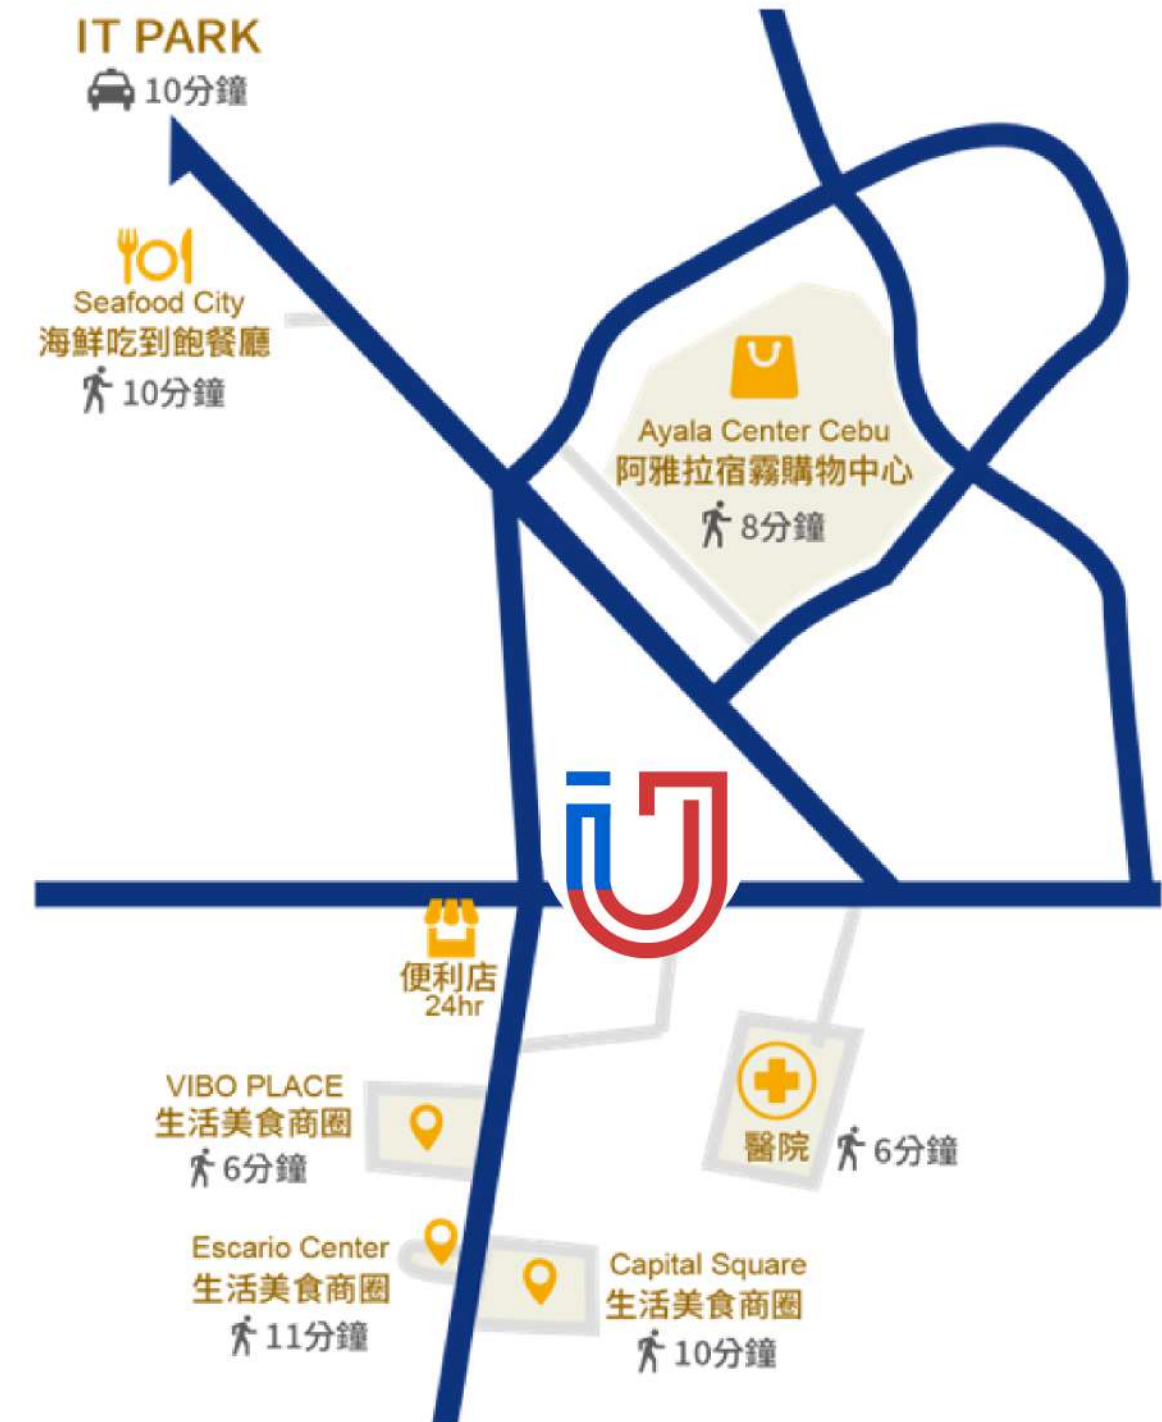 IT PARK
10分鐘
Seafood City
海鮮吃到飽餐廳
10分鐘
Ayala Center Cebu
阿雅拉宿霧購物中心
8分鐘
iU
便利店
24hr
VIBO PLACE
生活美食商圈
6分鐘
醫院
6分鐘
Escario Center
生活美食商圈
11分鐘
Capital Square
生活美食商圈
10分鐘